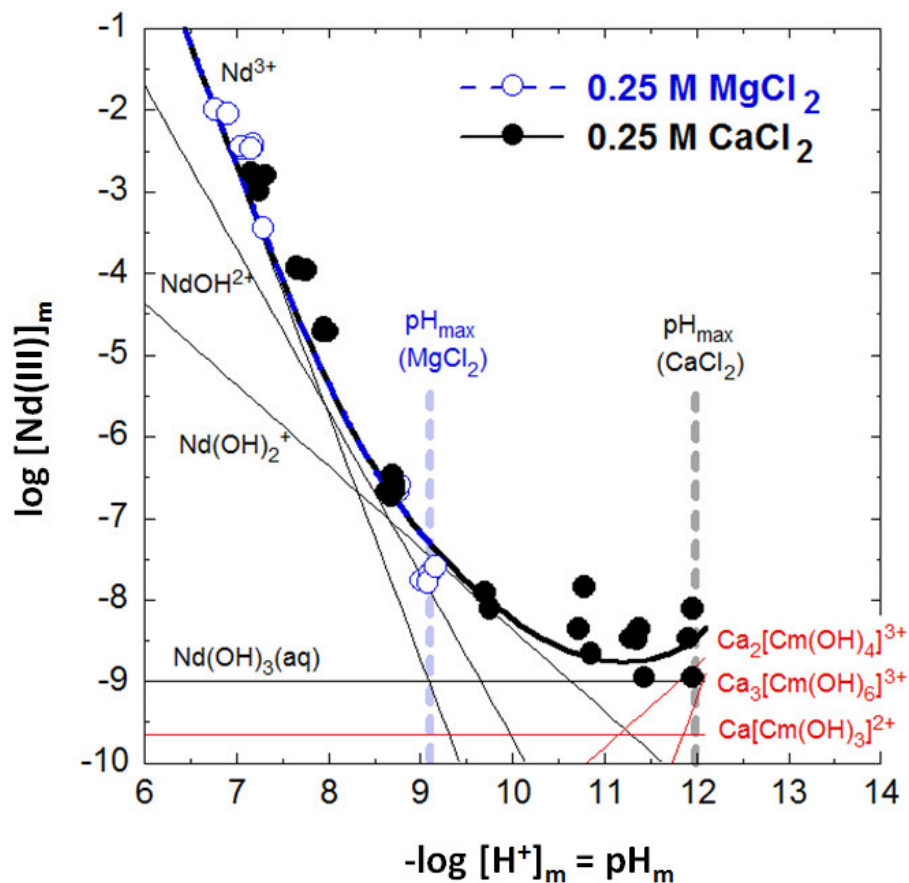 -1
-2
-3
-4
-5
-6
-7
-8
-9
-10
log [Nd(III)]ₘ
Nd³⁺
0.25 M MgCl₂
0.25 M CaCl₂
NdOH²⁺
pHₘₐₓ
(MgCl₂)
pHₘₐₓ
(CaCl₂)
Nd(OH)₂⁺
Nd(OH)₃(aq)
Ca₂[Cm(OH)₄]³⁺
Ca₃[Cm(OH)₆]³⁺
Ca[Cm(OH)₃]²⁺
6 7 8 9 10 11 12 13 14
-log [H⁺]ₘ = pHₘ